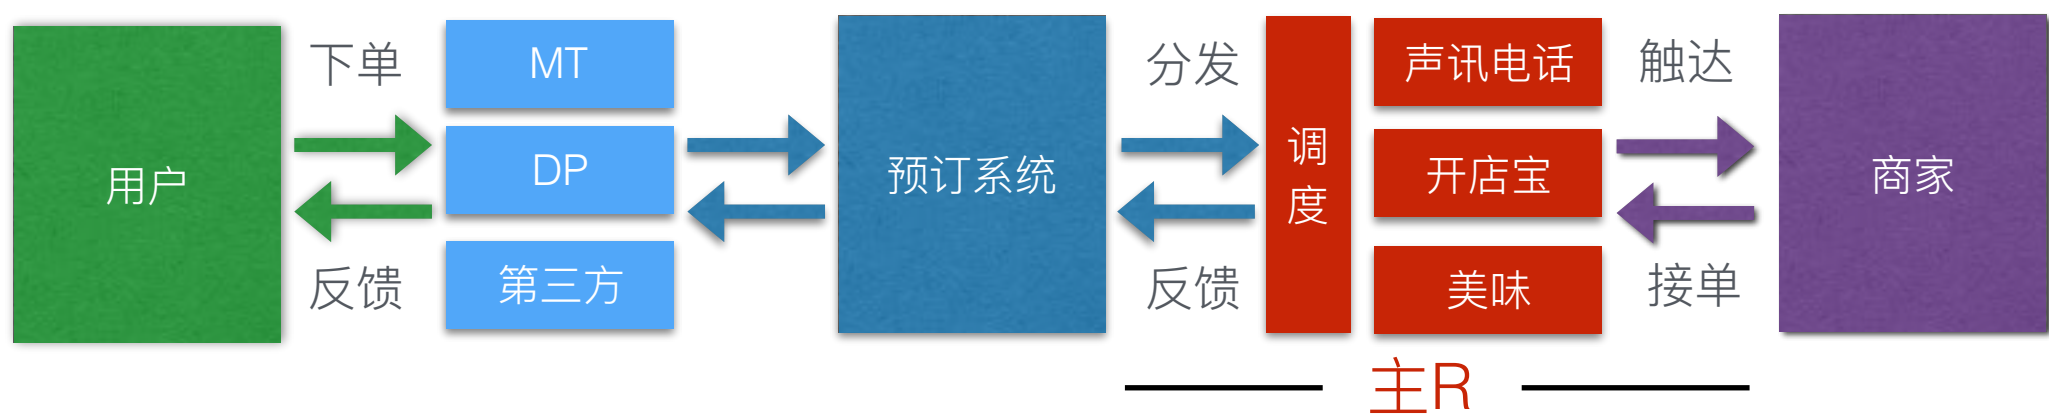 用户
下单
反馈
MT
DP
第三方
预订系统
分发
反馈
调度
声讯电话
开店宝
美味
触达
接单
商家
主R